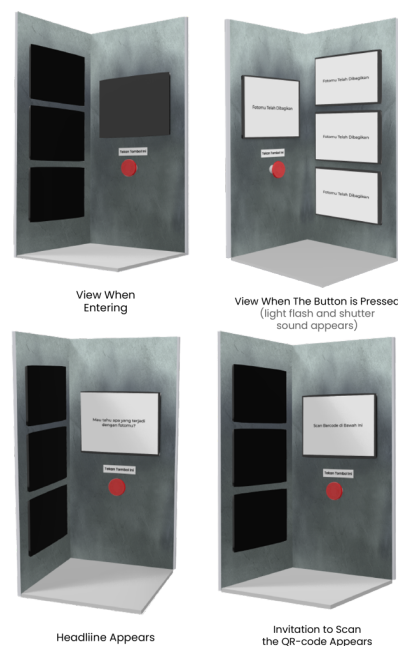 Tekan Tombol Ini
View When
Entering
Fotomu Telah Dibagikan
Fotomu Telah Dibagikan
Fotomu Telah Dibagikan
Fotomu Telah Dibagikan
Tekan Tombol Ini
View When The Button is Pressed
(light flash and shutter
sound appears)
Mau tahu apa yang terjadi
dengan fotomu?
Tekan Tombol Ini
Headliine Appears
Scan Barcode di Bawah Ini
Tekan Tombol Ini
Invitation to Scan
the QR-code Appears